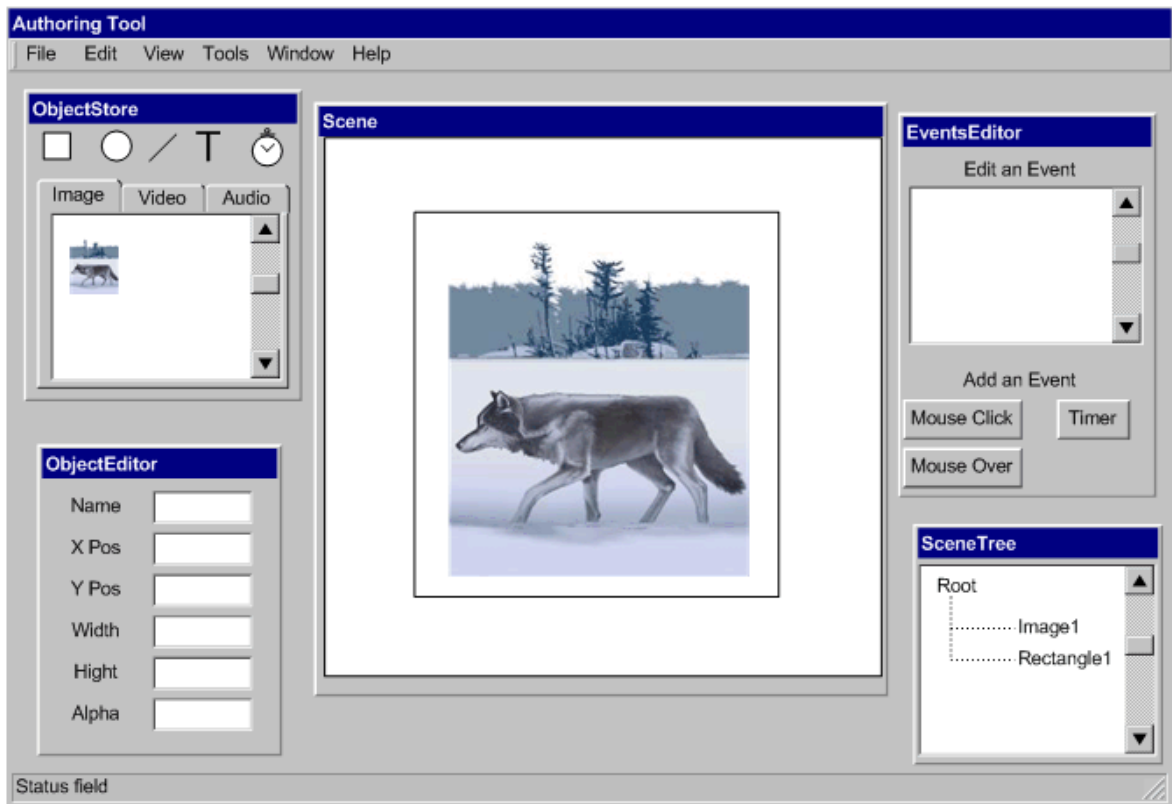 Authoring Tool
File Edit View Tools Window Help
ObjectStore
T
Image Video Audio
ObjectEditor
Name
X Pos
Y Pos
Width
Hight
Alpha
Scene
EventsEditor
Edit an Event
Add an Event
Mouse Click Timer
Mouse Over
SceneTree
Root
Image1
Rectangle1
Status field